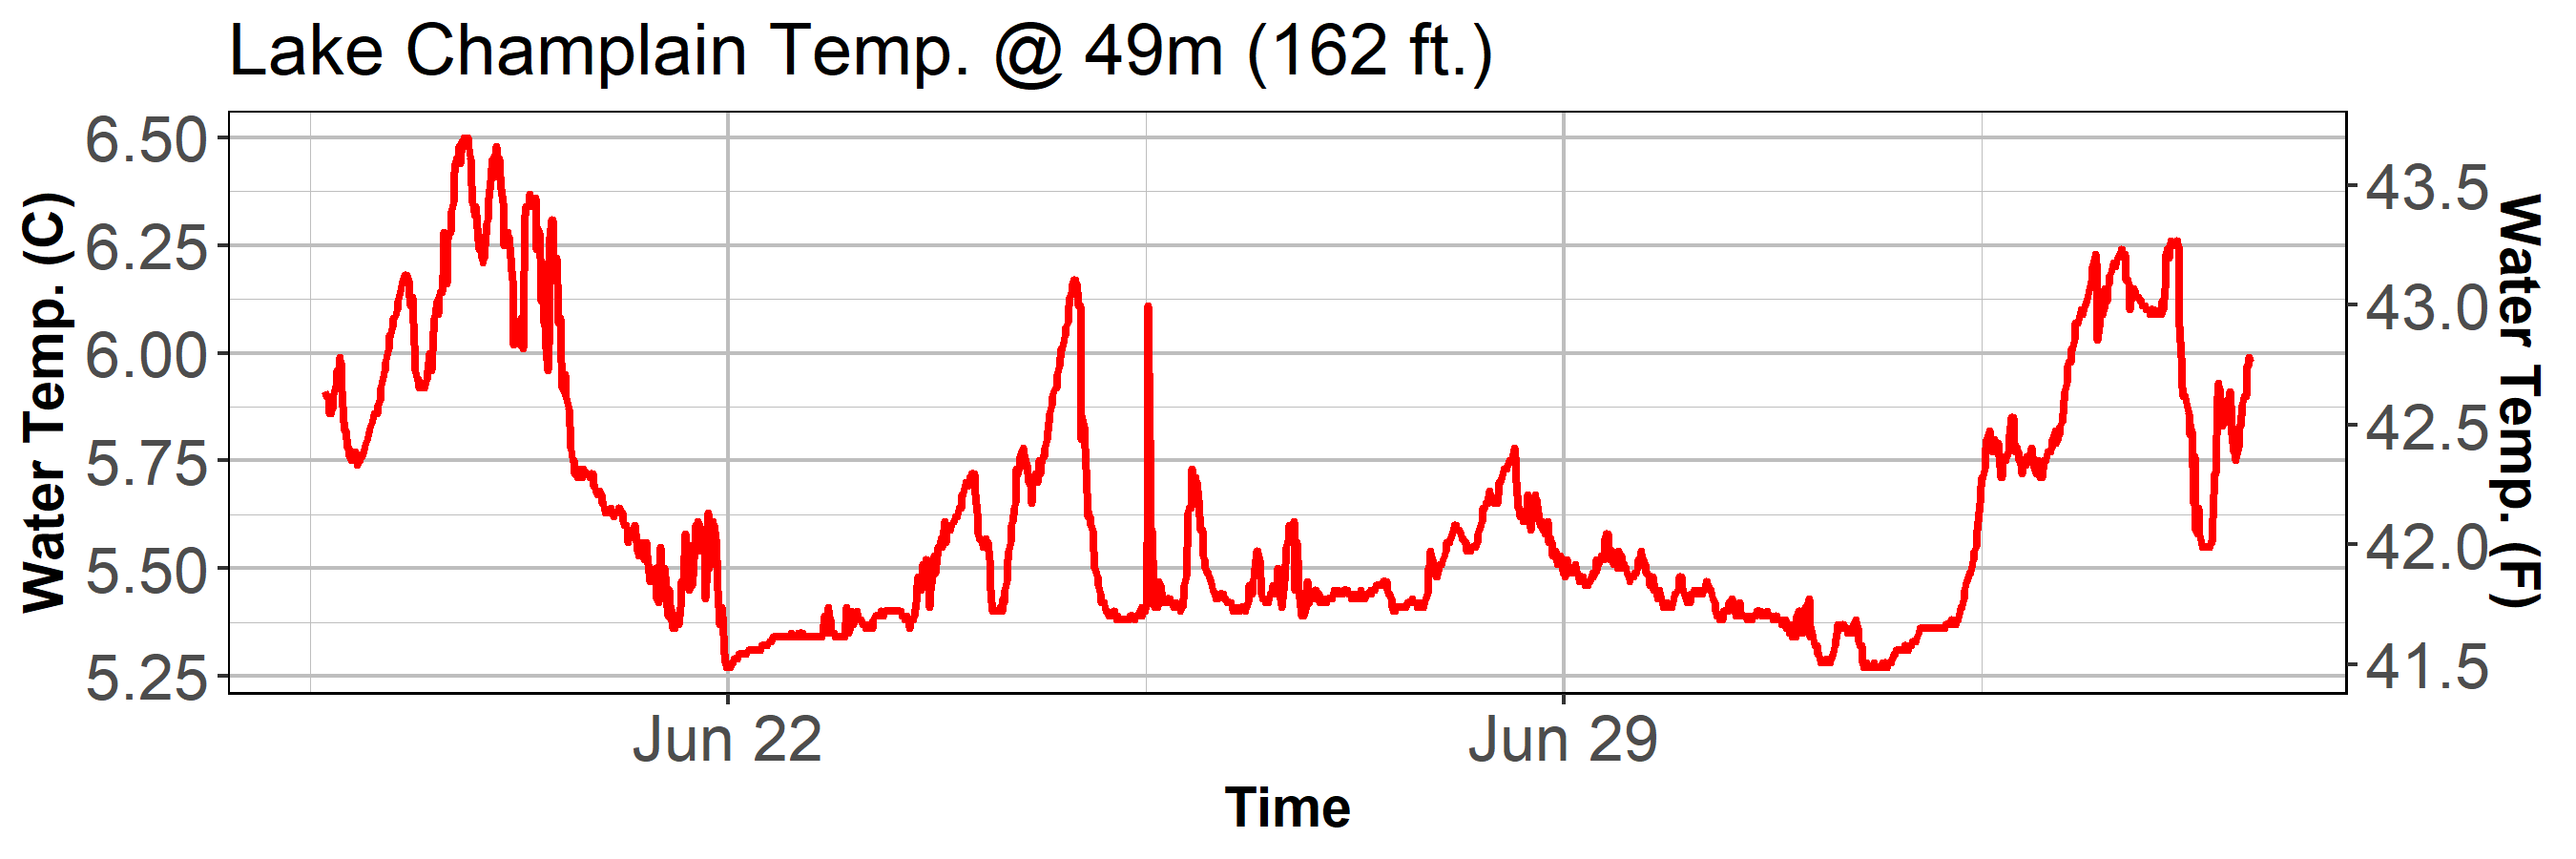 Lake Champlain Temp. @ 49m (162 ft.)
Water Temp. (C)
6.50
6.25
6.00
5.75
5.50
5.25
43.5
43.0
42.5
42.0
41.5
Water Temp. (F)
Jun 22
Jun 29
Time